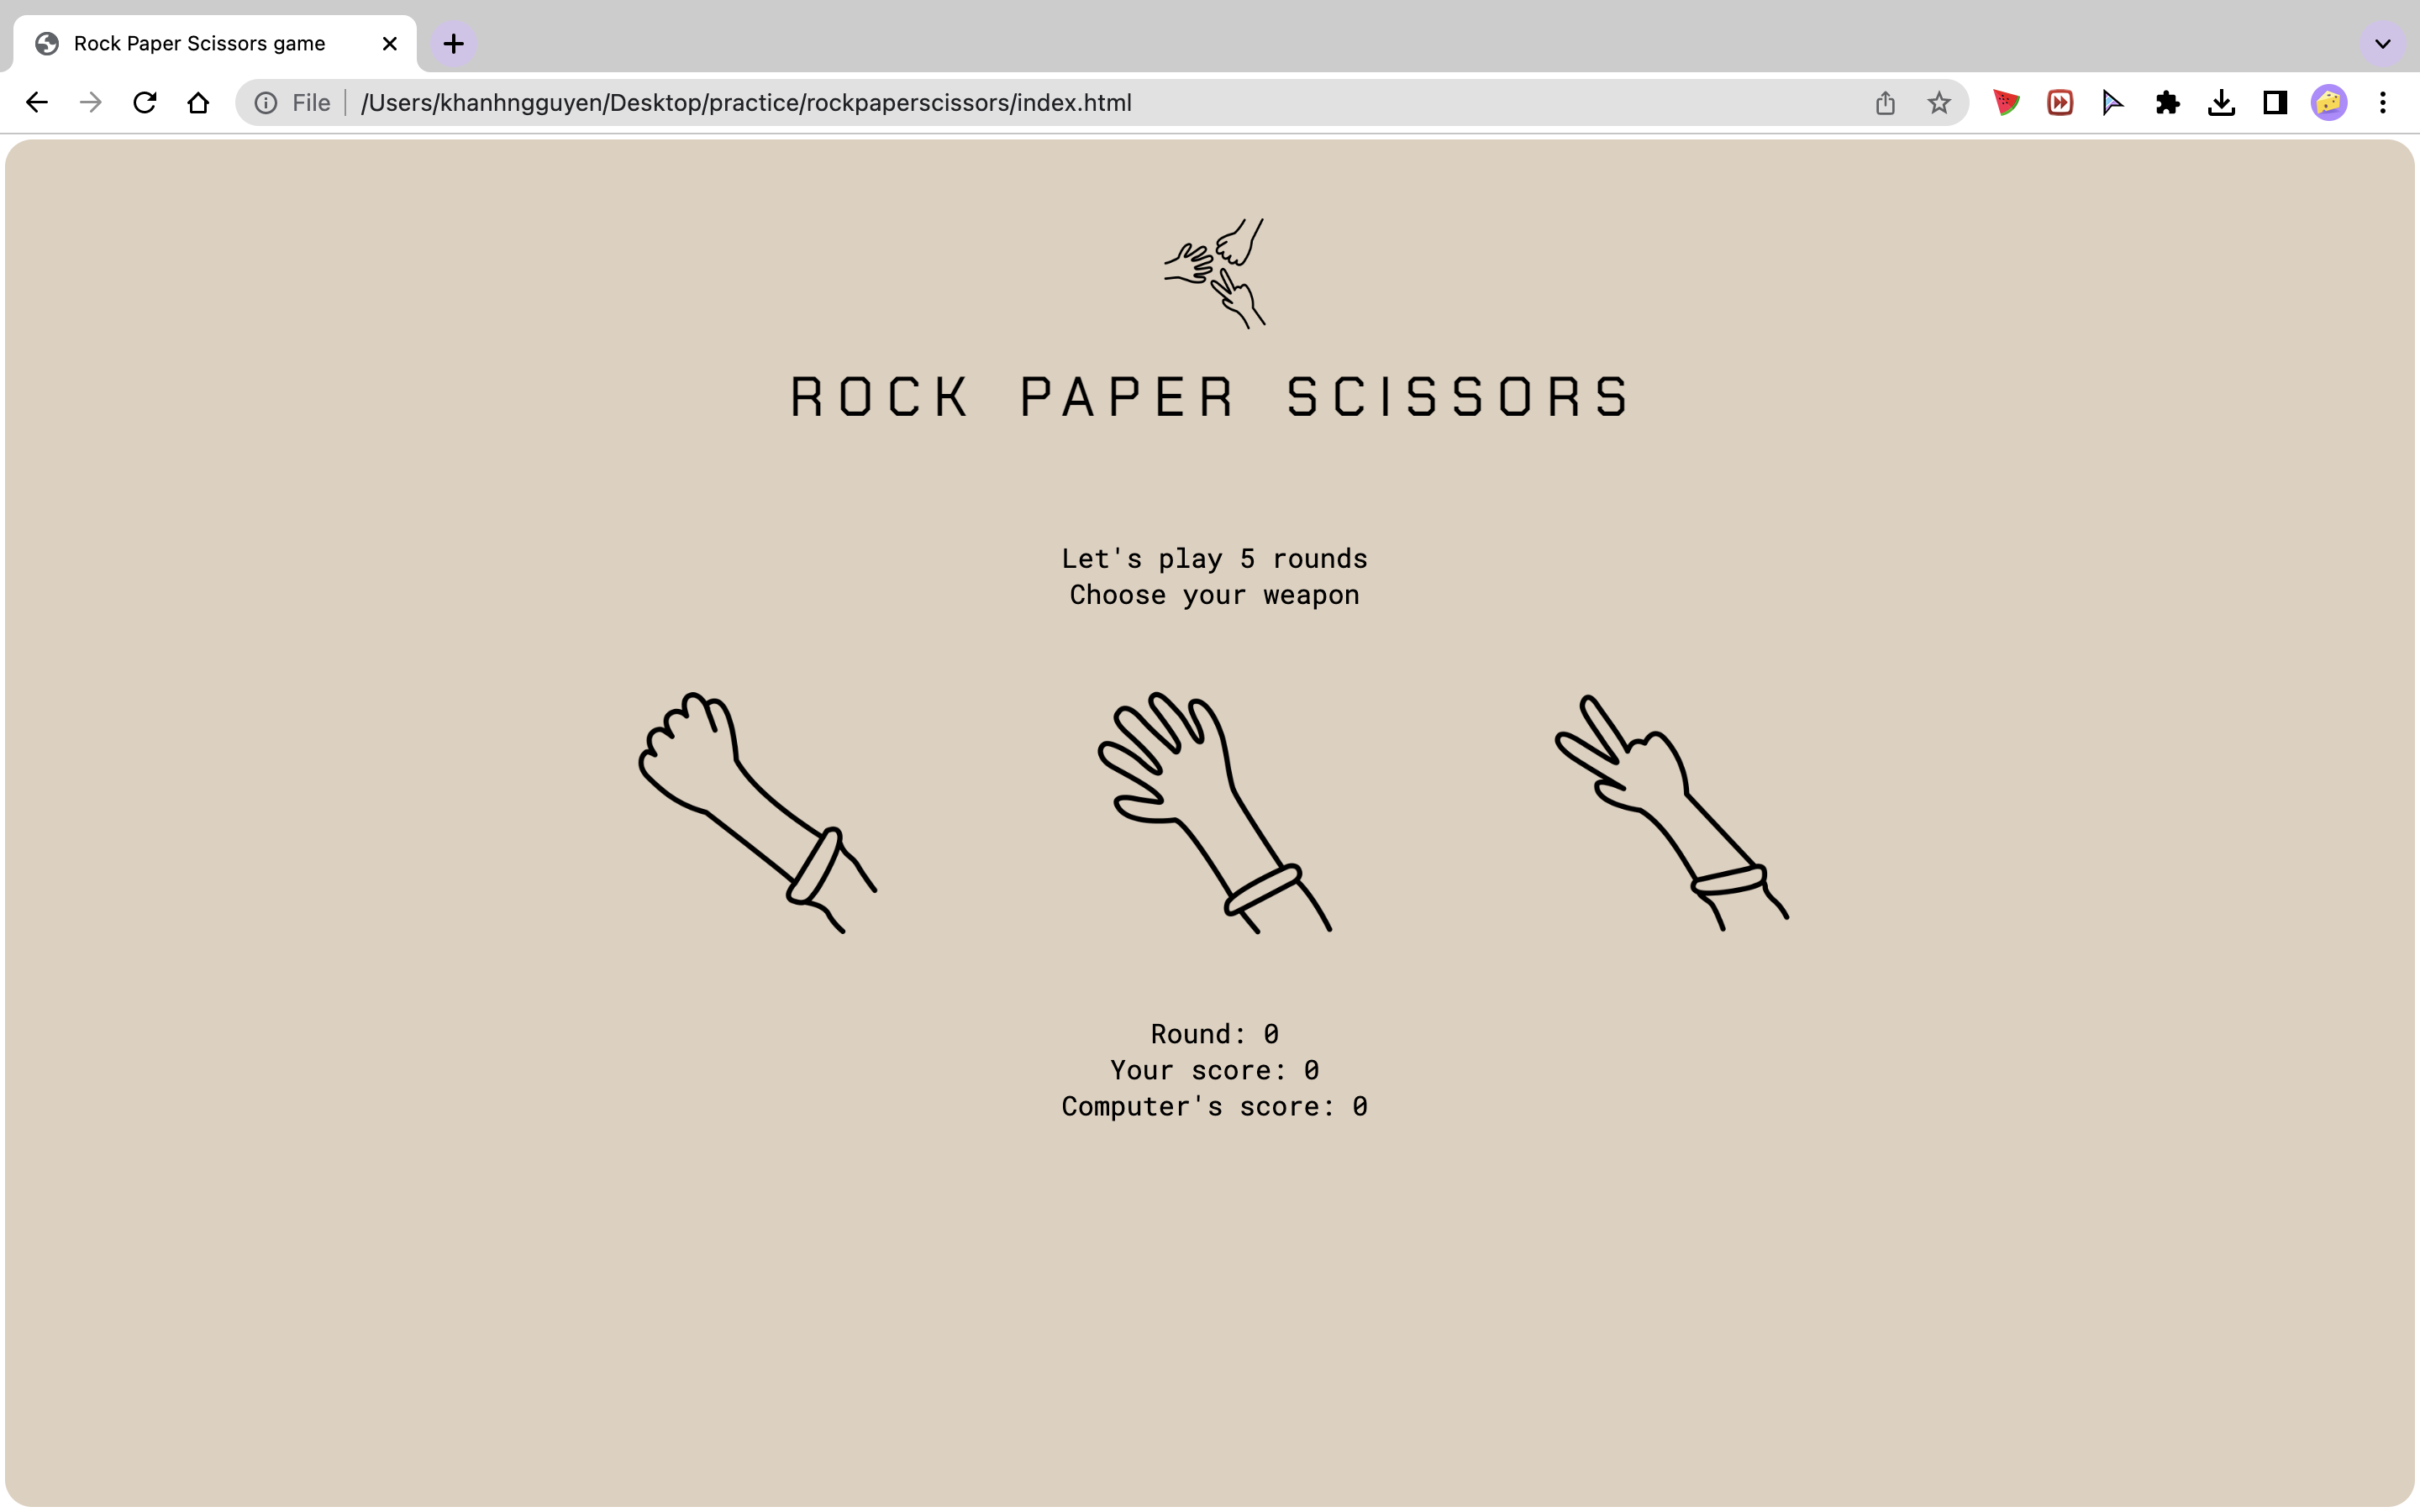 Rock Paper Scissors game
File /Users/khanhngguyen/Desktop/practice/rockpaperscissors/index.html
ROCK PAPER SCISSORS
Let's play 5 rounds
Choose your weapon
Round: 0
Your score: 0
Computer's score: 0